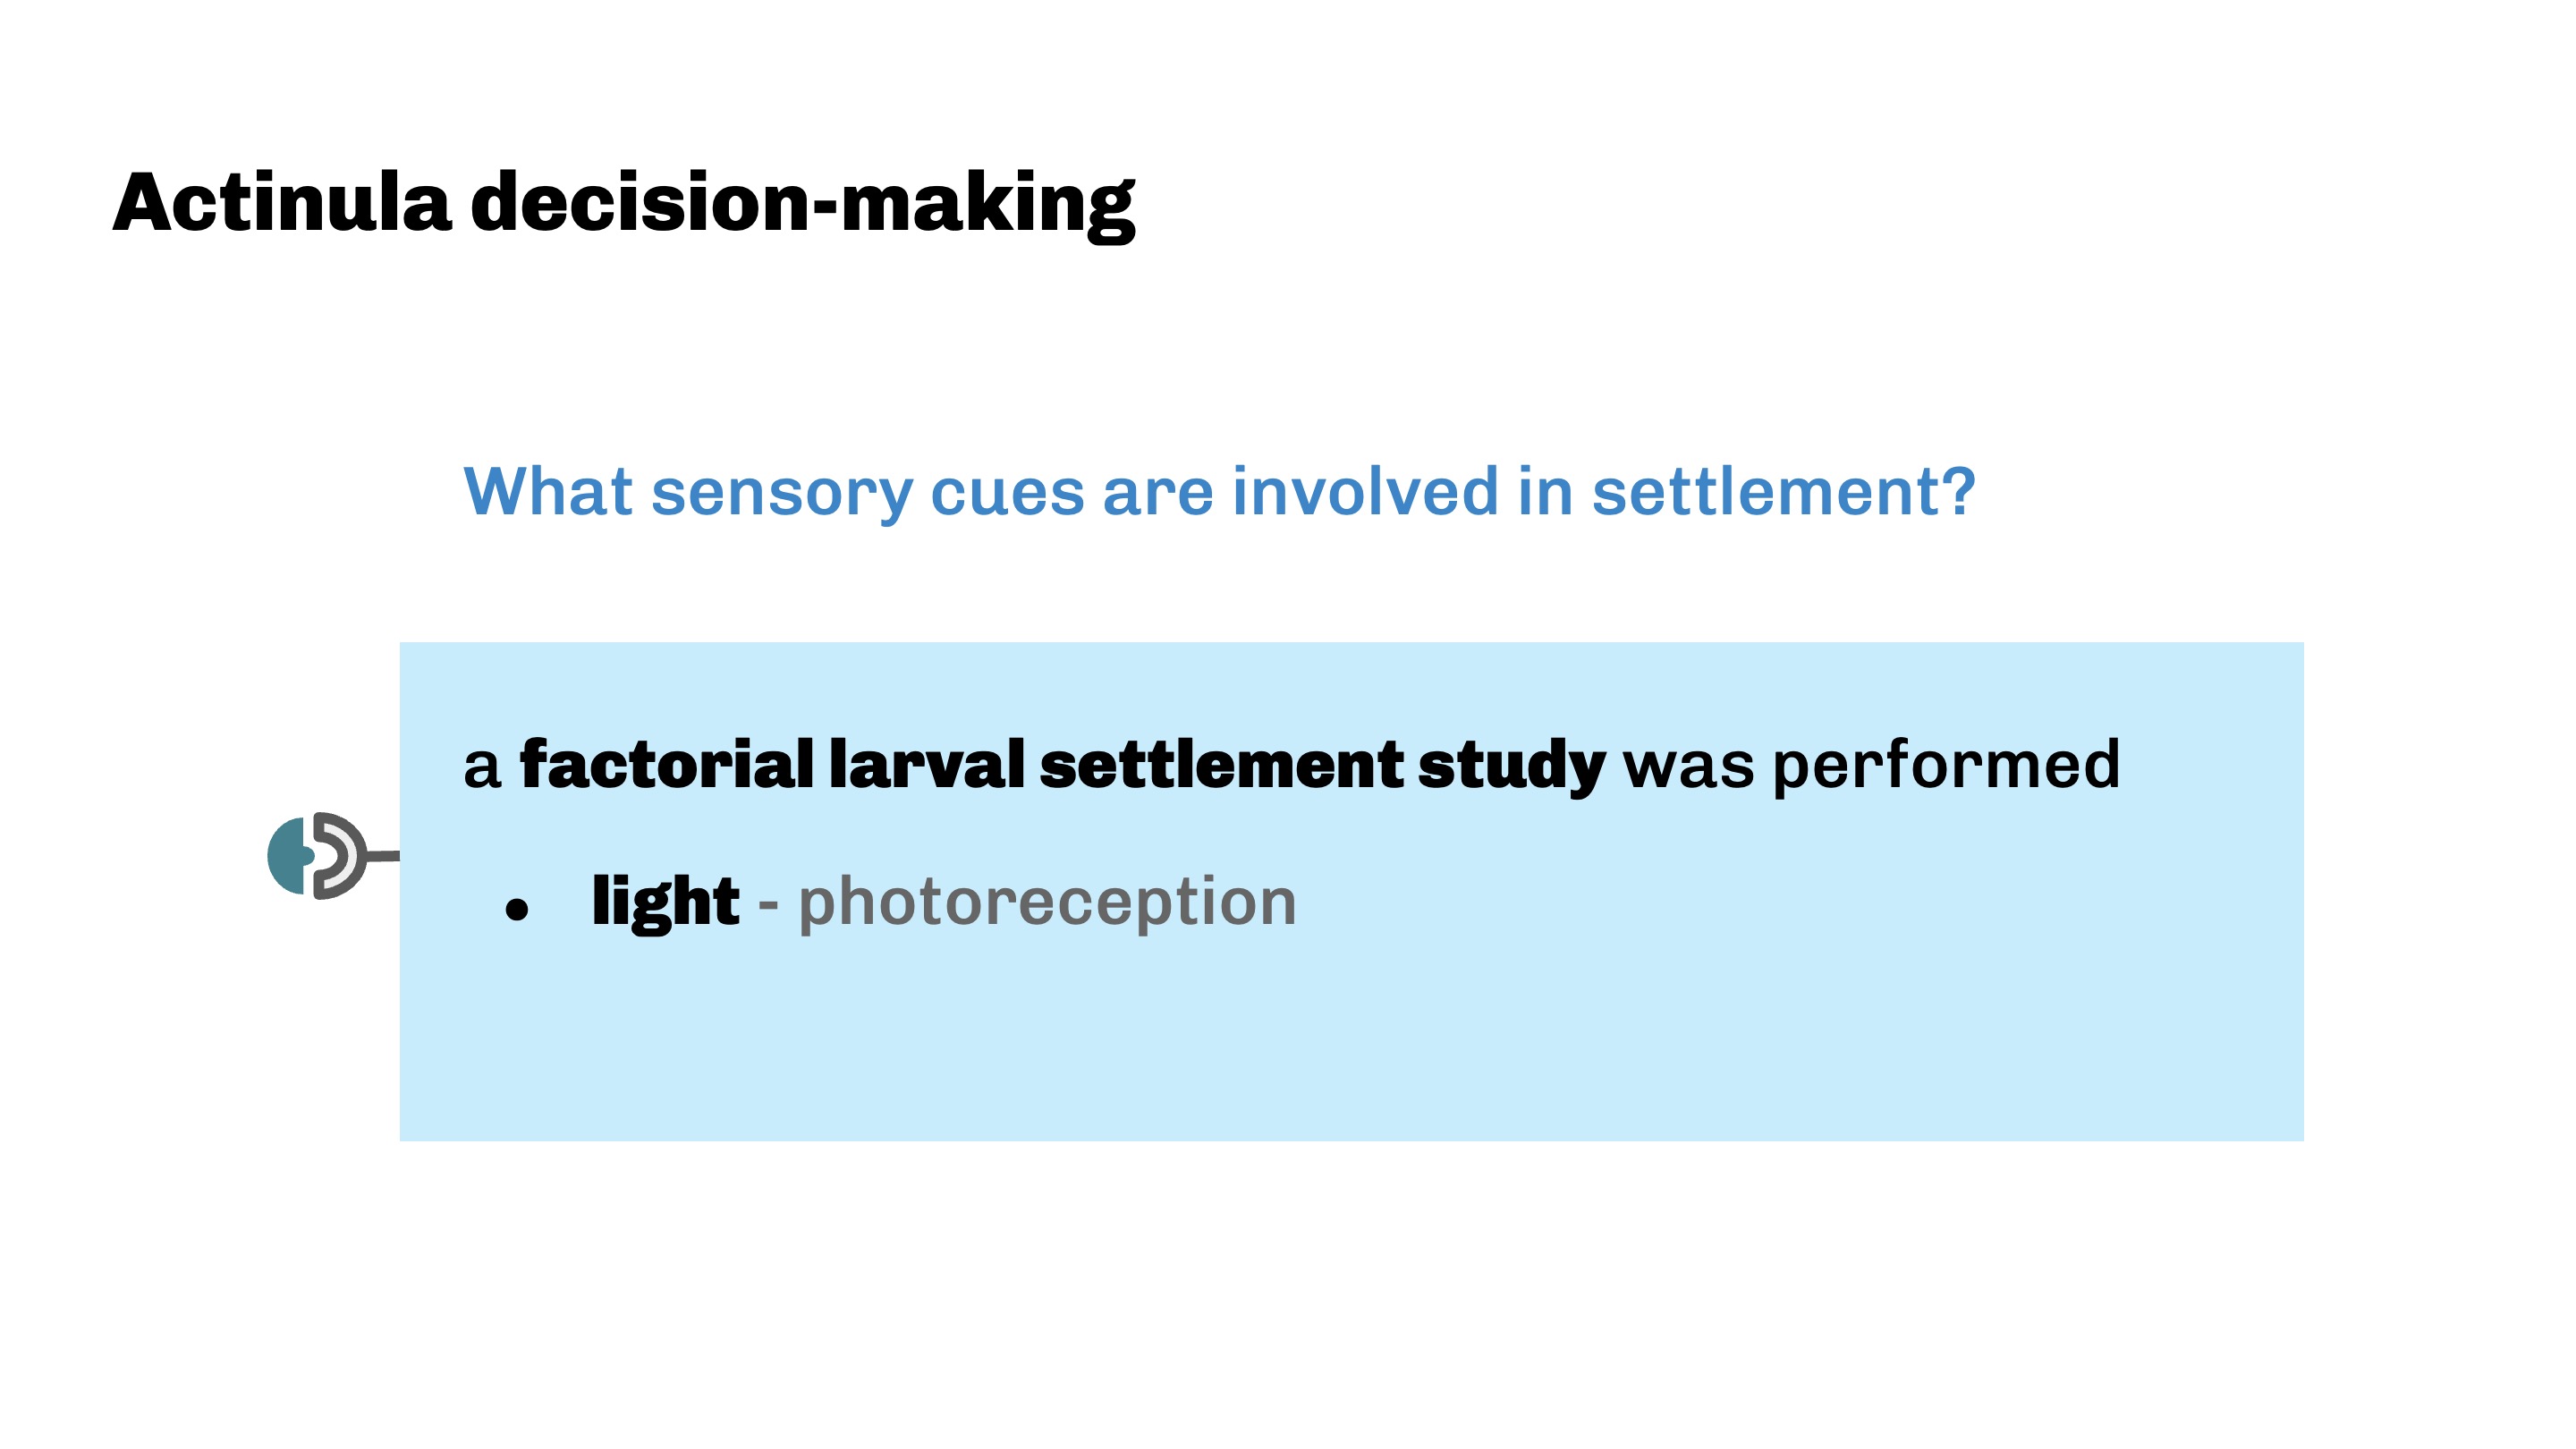 Actinula decision-making
What sensory cues are involved in settlement?
a factorial larval settlement study was performed
• light - photoreception